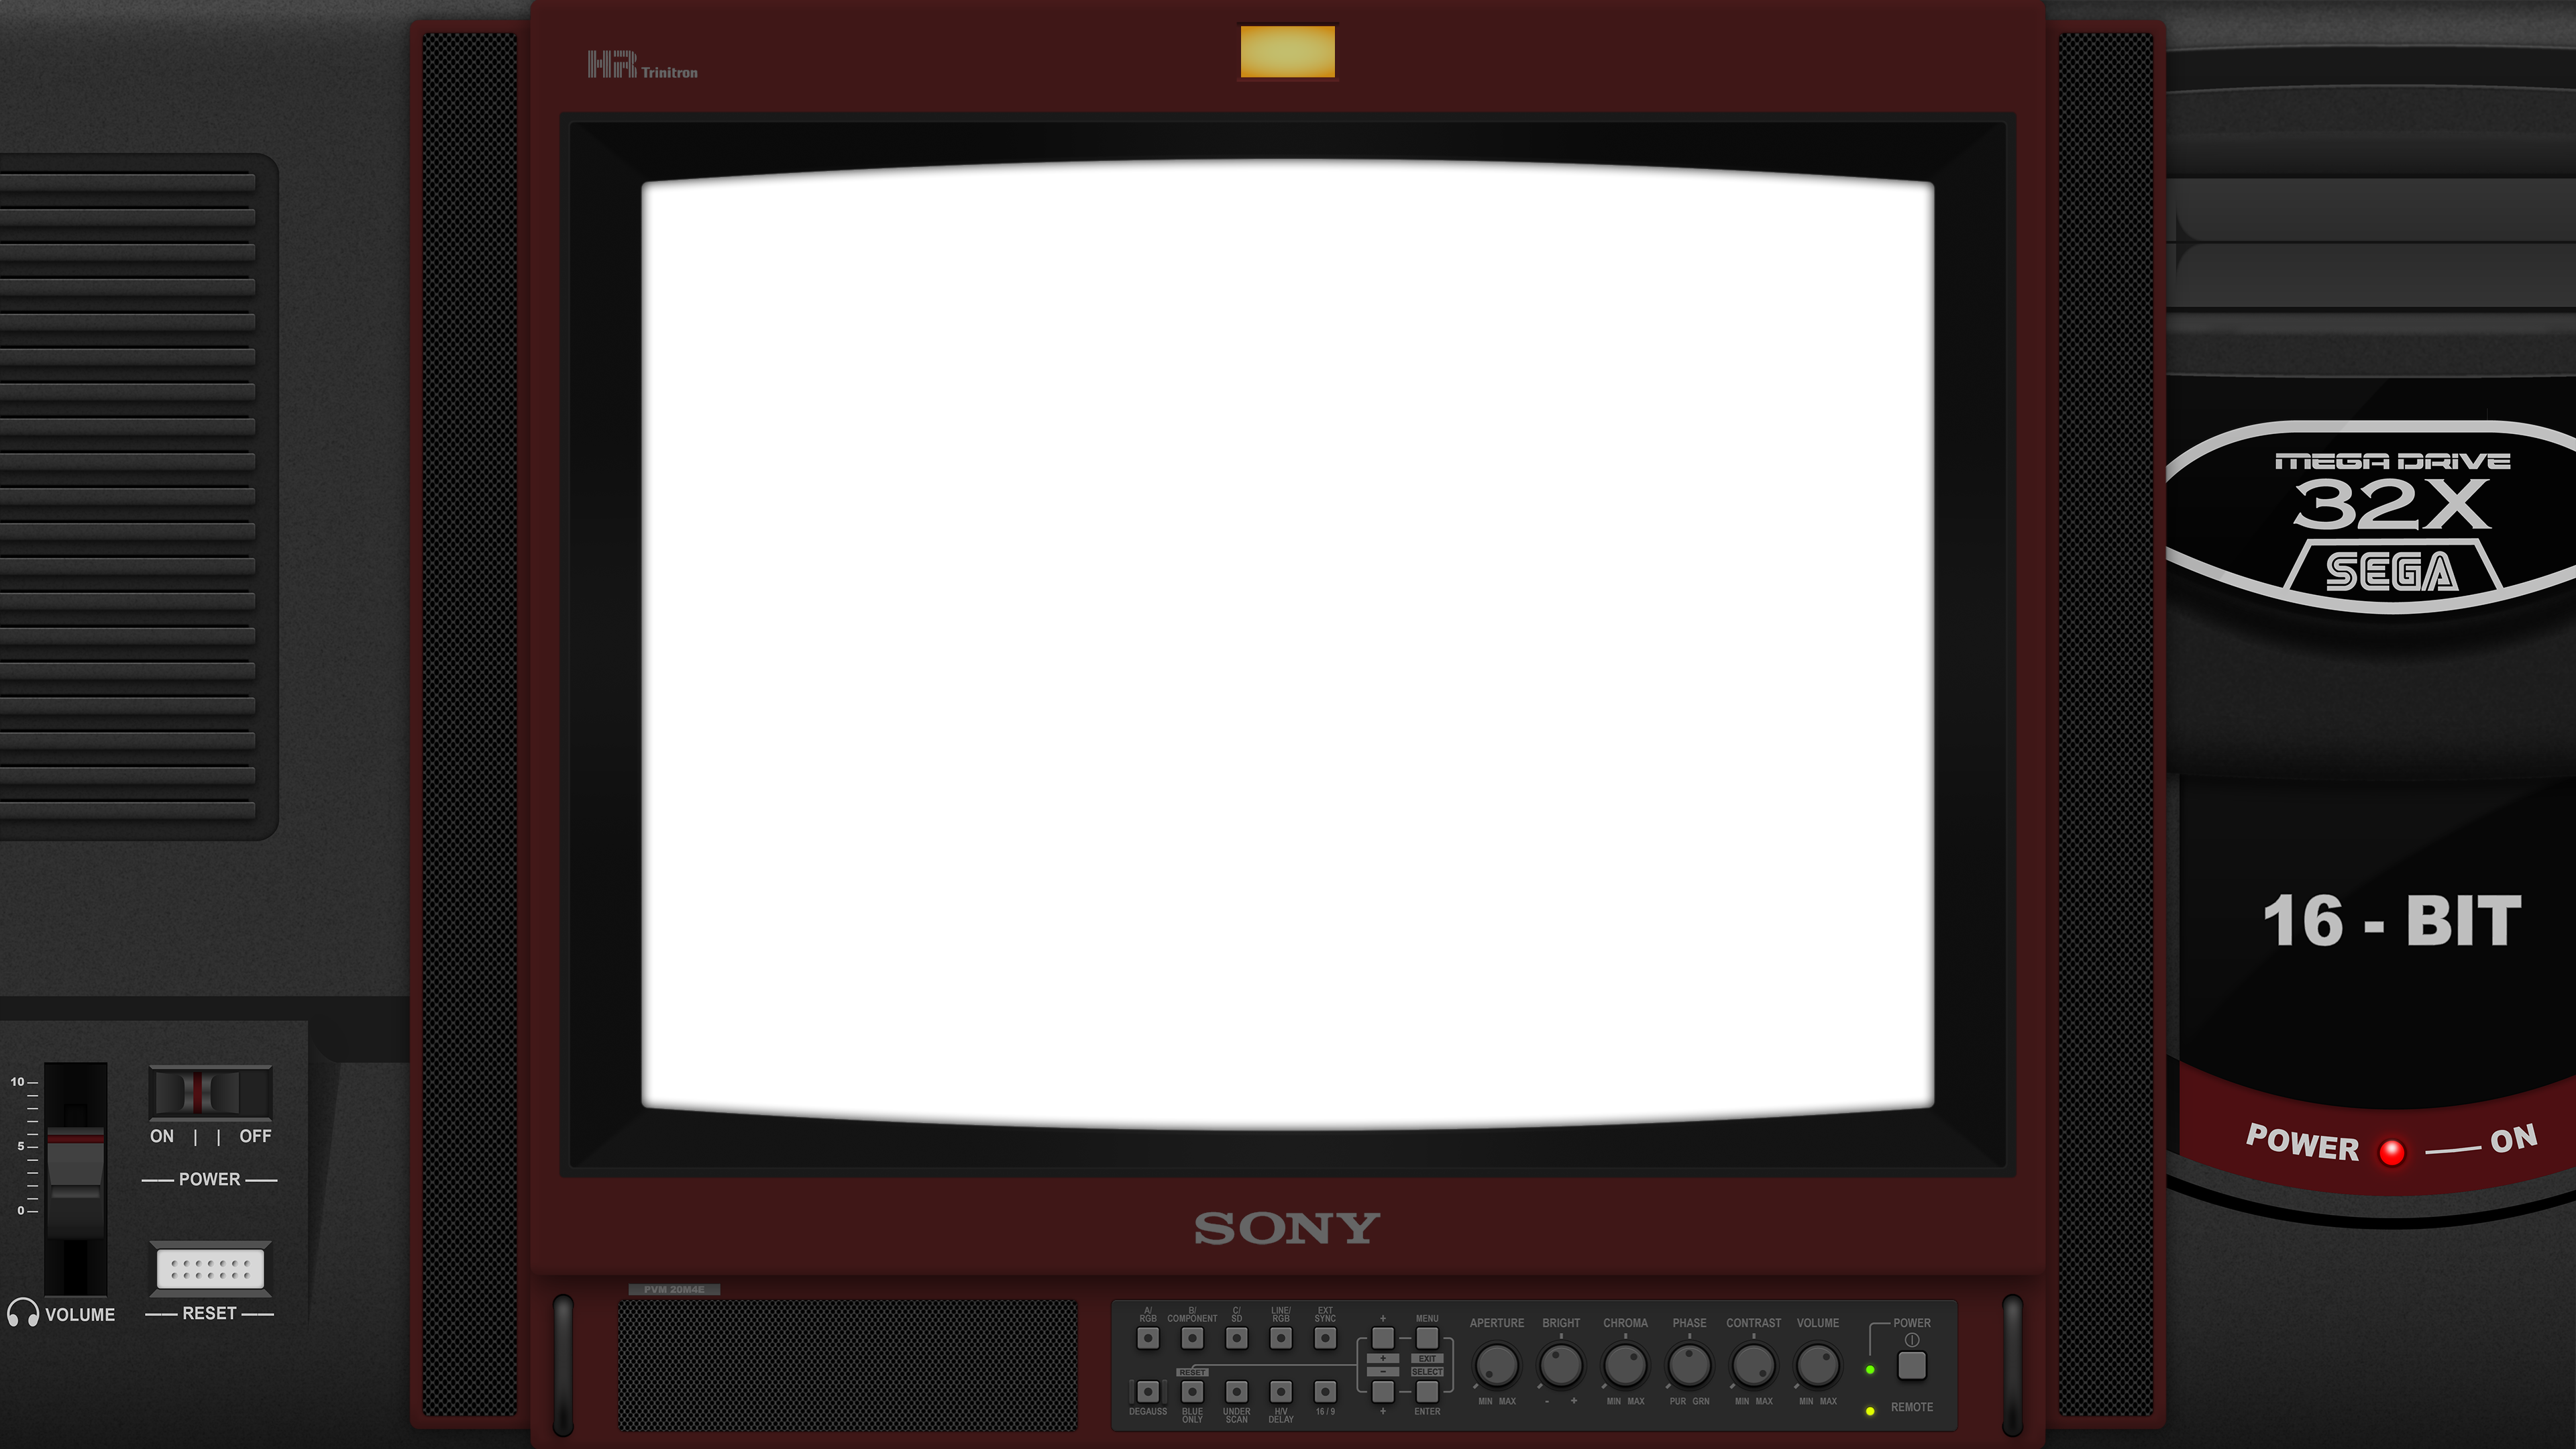 HR Trinitron
MEGA DRIVE
32X
SEGA
16 - BIT
POWER ON
10
5
0
VOLUME
ON | | OFF
POWER
RESET
SONY
PVM 20M4E
A/
RGB
B/
COMPONENT
C/
SD
LINE/
RGB
EXT
SYNC
RESET
DEGAUSS
BLUE
ONLY
UNDER
SCAN
H/V
DELAY
16 / 9
+
MENU
+
EXIT
−
SELECT
+
ENTER
APERTURE
MIN MAX
BRIGHT
- +
CHROMA
MIN MAX
PHASE
PUR GRN
CONTRAST
MIN MAX
VOLUME
MIN MAX
POWER
REMOTE